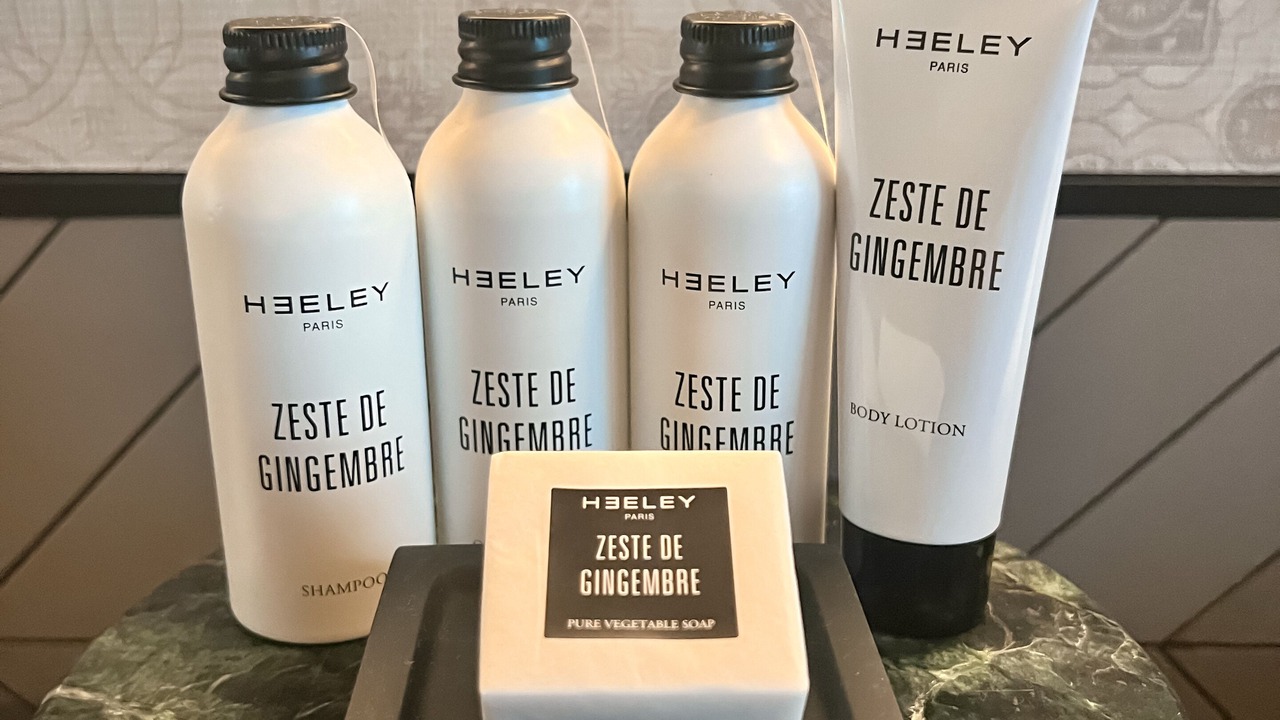 HEELEY
PARIS
ZESTE DE
GINGEMBRE
SHAMPOO
HEELEY
PARIS
ZESTE DE
GINGEMBRE
HEELEY
PARIS
ZESTE DE
GINGEMBRE
HEELEY
PARIS
ZESTE DE
GINGEMBRE
BODY LOTION
HEELEY
PARIS
ZESTE DE
GINGEMBRE
PURE VEGETABLE SOAP